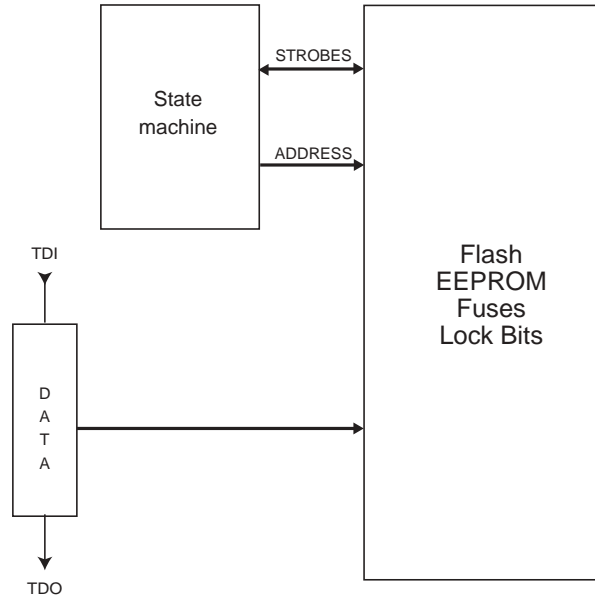 STROBES
State
machine
ADDRESS
TDI
Flash
EEPROM
Fuses
Lock Bits
D
A
T
A
TDO